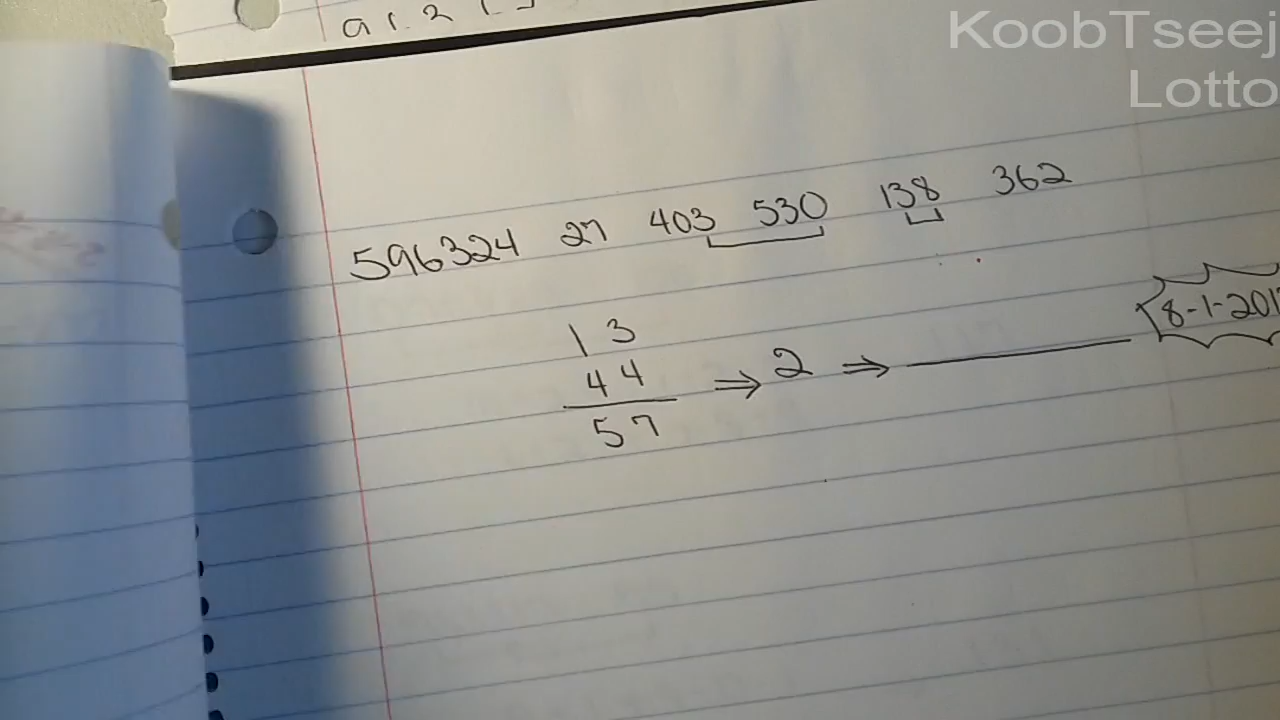 KoobTseej
Lotto
596324 27 403 530 138 362
13
44
57 ⇒ 2 ⇒
8-1-201